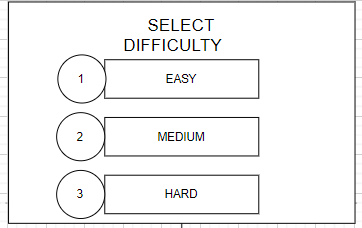 SELECT
DIFFICULTY
1 EASY
2 MEDIUM
3 HARD